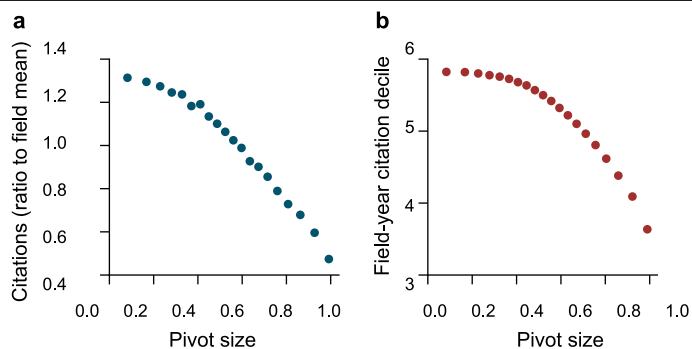 a
Citations (ratio to field mean)
1.4
1.2
1.0
0.8
0.6
0.4
0.0 0.2 0.4 0.6 0.8 1.0
Pivot size
b
Field-year citation decile
6
5
4
3
0.0 0.2 0.4 0.6 0.8 1.0
Pivot size